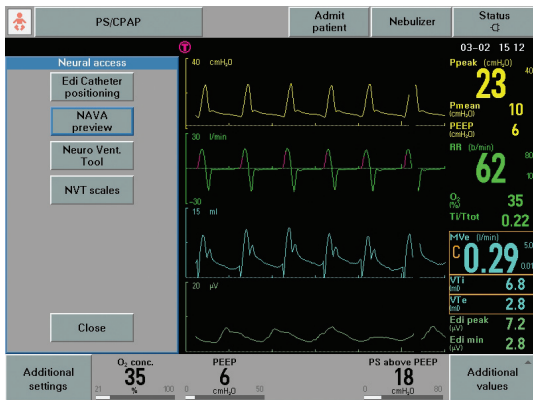 PS/CPAP
Admit
patient
Nebulizer
Status
03-02 15 12
Neural access
Edi Catheter
positioning
NAVA
preview
Neuro Vent.
Tool
NVT scales
Close
T
40 cmH₂O
30 l/min
-30
15 ml
20 µV
Ppeak (cmH₂O)
40
23
Pmean
(cmH₂O)
10
PEEP
(cmH₂O)
6
RR (b/min)
80
62
10
O₂
(%)
35
Ti/Ttot
0.22
MVe (l/min)
5.0
C
0.29
0.01
VTi
(ml)
6.8
VTe
(ml)
2.8
Edi peak
(µV)
7.2
Edi min
(µV)
2.8
Additional
settings
O₂ conc.
35
21 % 100
PEEP
6
0 cmH₂O 50
PS above PEEP
18
0 cmH₂O 80
Additional
values